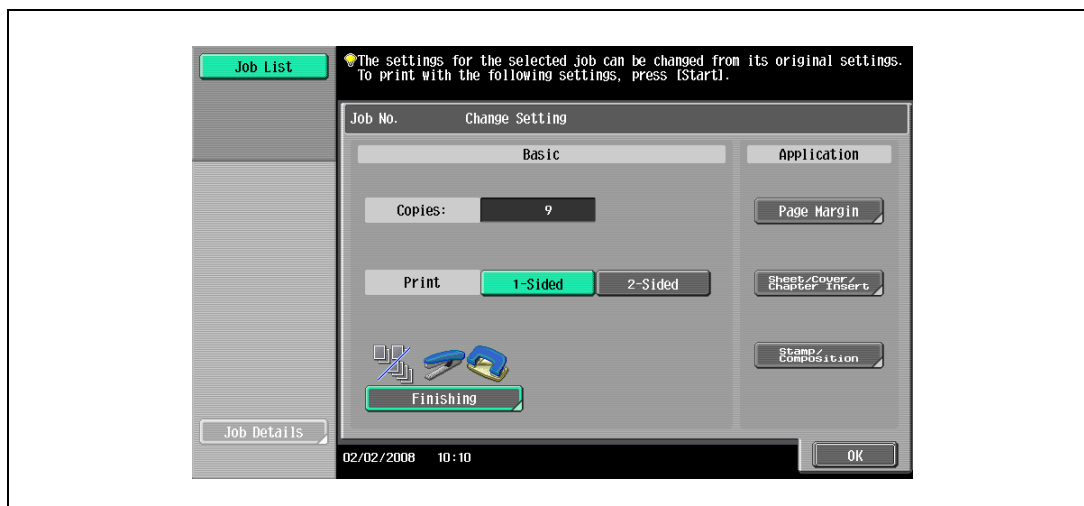 Job List
The settings for the selected job can be changed from its original settings.
To print with the following settings, press [Start].
Job No. Change Setting
Basic
Application
Copies: 9
Page Margin
Print 1-Sided 2-Sided
Sheet/Cover/
Chapter Insert
Stamp/
Composition
Finishing
Job Details
02/02/2008 10:10
OK